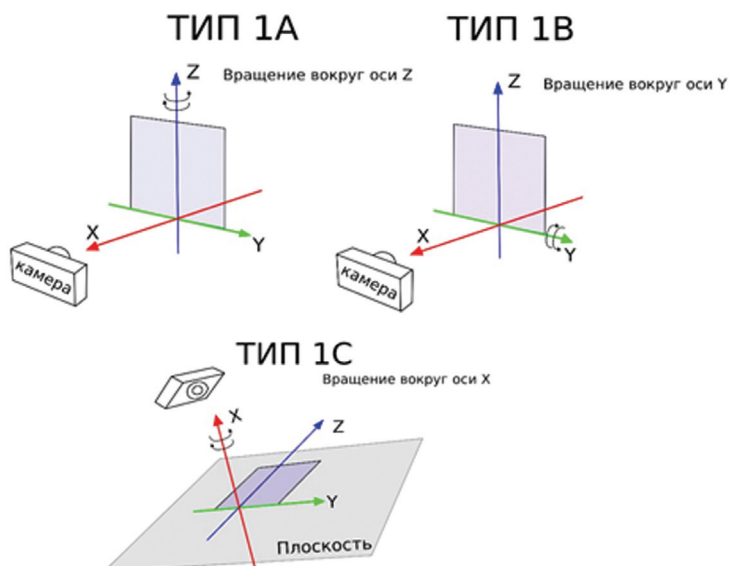 ТИП 1А
ТИП 1В
Z
Вращение вокруг оси Z
Z
Вращение вокруг оси Y
X
Y
X
Y
камера
камера
ТИП 1С
Вращение вокруг оси X
X
Z
Y
Плоскость